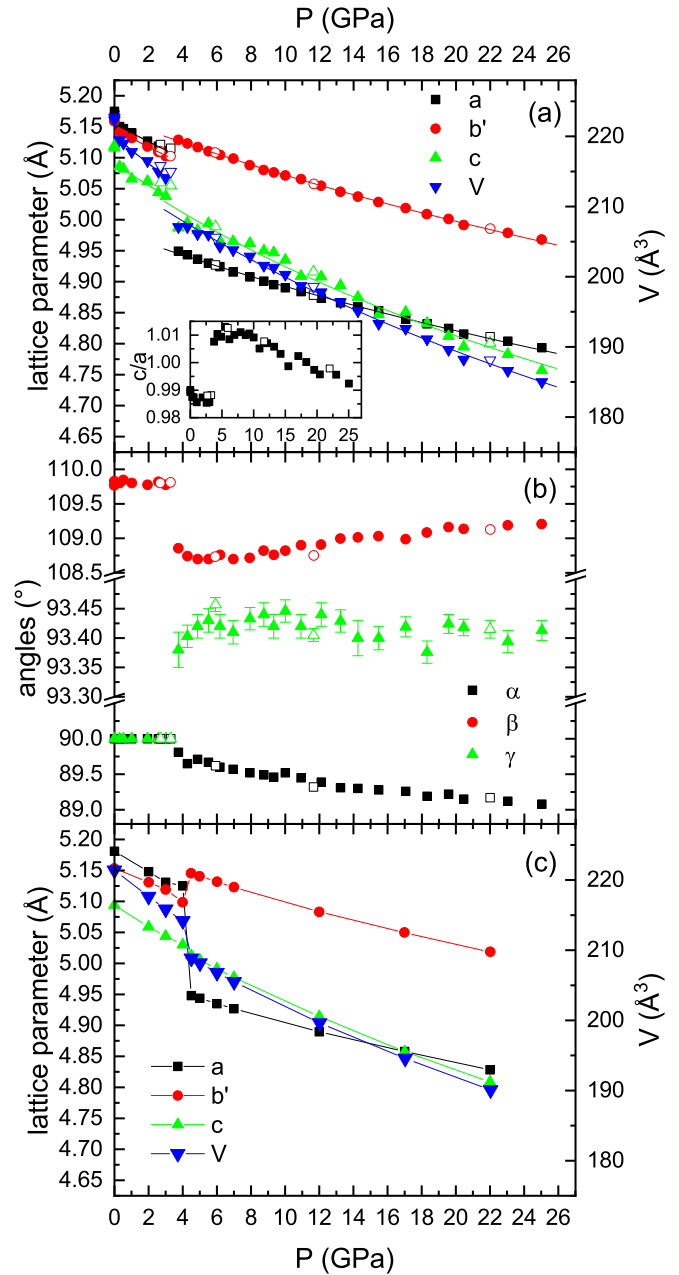 P (GPa)
0 2 4 6 8 10 12 14 16 18 20 22 24 26
(a)
a
b'
c
V
5.20
5.15
5.10
5.05
5.00
4.95
4.90
4.85
4.80
4.75
4.70
4.65
lattice parameter (Å)
220
210
200
190
180
V (Å³)
1.01
1.00
0.99
0.98
c/a
0 5 10 15 20 25
(b)
110.0
109.5
109.0
108.5
93.45
93.40
93.35
93.30
90.0
89.5
89.0
angles (°)
α
β
γ
(c)
5.20
5.15
5.10
5.05
5.00
4.95
4.90
4.85
4.80
4.75
4.70
4.65
lattice parameter (Å)
220
210
200
190
180
V (Å³)
a
b'
c
V
0 2 4 6 8 10 12 14 16 18 20 22 24 26
P (GPa)